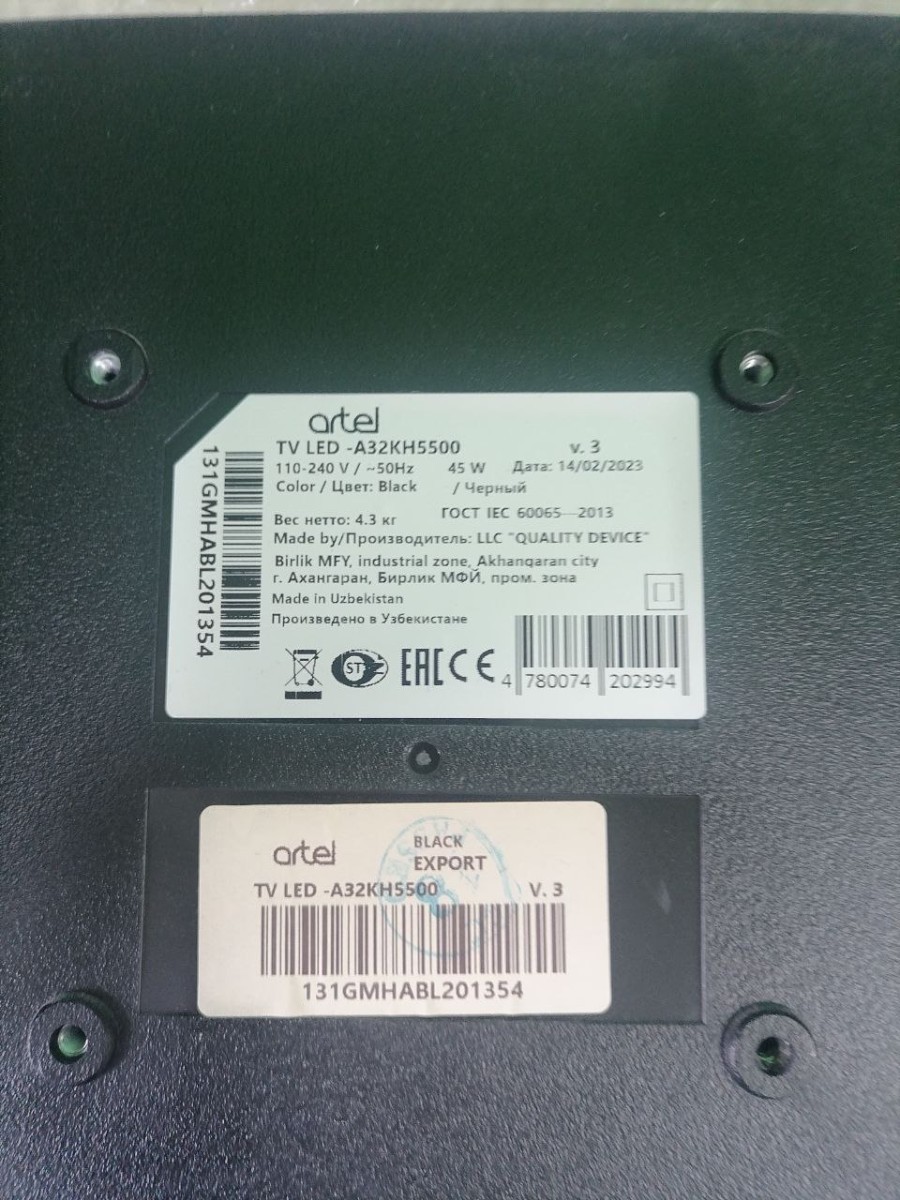 artel
TV LED -A32KH5500 v. 3
110-240 V / ~50Hz 45 W Дата: 14/02/2023
Color / Цвет: Black / Черный
Вес нетто: 4.3 кг ГОСТ IEC 60065—2013
Made by/Производитель: LLC "QUALITY DEVICE"
Birlik MFY, industrial zone, Akhangaran city
г. Ахангаран, Бирлик МФЙ, пром. зона
Made in Uzbekistan
Произведено в Узбекистане
131GMHABL201354
ST
EAC CE
4 780074 202994
artel
BLACK
EXPORT
TV LED -A32KH5500 V. 3
131GMHABL201354